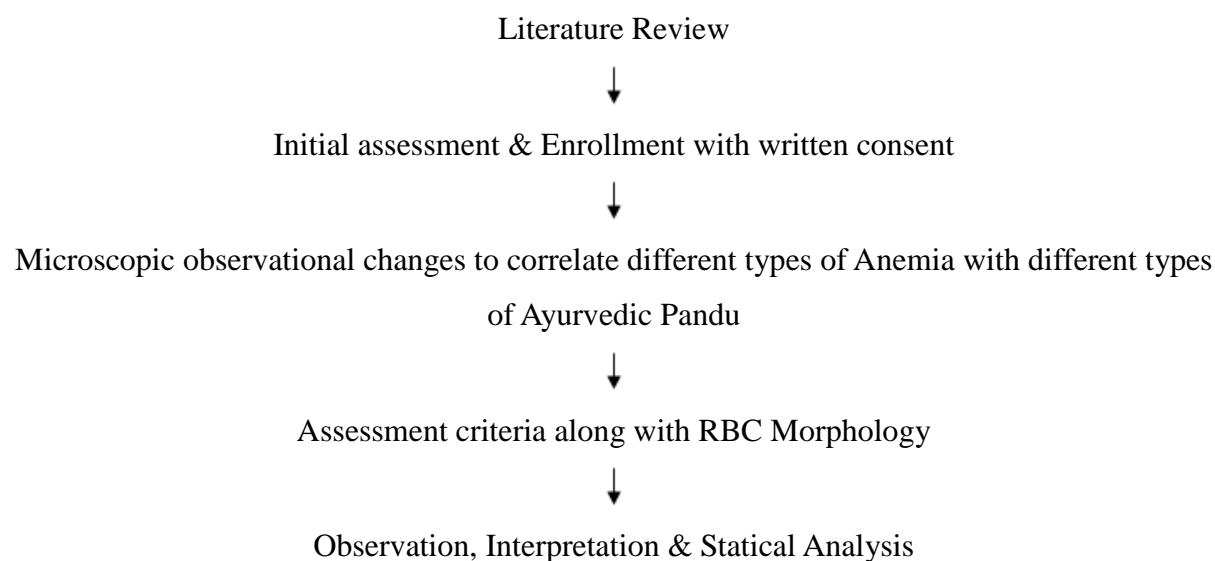 Literature Review
Initial assessment & Enrollment with written consent
Microscopic observational changes to correlate different types of Anemia with different types
of Ayurvedic Pandu
Assessment criteria along with RBC Morphology
Observation, Interpretation & Statical Analysis